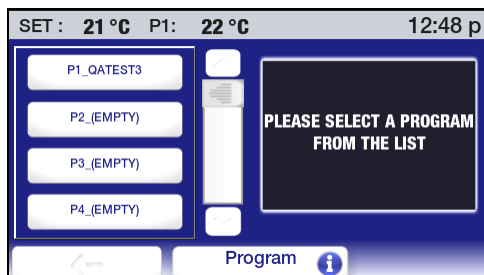 SET : 21 °C P1: 22 °C 12:48 p
P1_QATEST3
P2_(EMPTY)
P3_(EMPTY)
P4_(EMPTY)
PLEASE SELECT A PROGRAM
FROM THE LIST
Program i